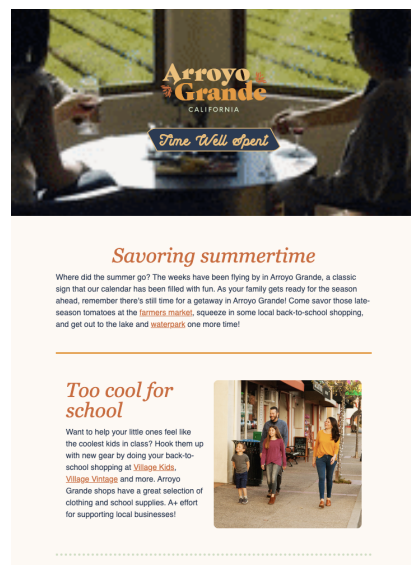 Arroyo
Grande
CALIFORNIA
Time Well Spent
Savoring summertime
Where did the summer go? The weeks have been flying by in Arroyo Grande, a classic
sign that our calendar has been filled with fun. As your family gets ready for the season
ahead, remember there's still time for a getaway in Arroyo Grande! Come savor those late-
season tomatoes at the farmers market, squeeze in some local back-to-school shopping,
and get out to the lake and waterpark one more time!
Too cool for
school
Want to help your little ones feel like
the coolest kids in class? Hook them up
with new gear by doing your back-to-
school shopping at Village Kids,
Village Vintage and more. Arroyo
Grande shops have a great selection of
clothing and school supplies. A+ effort
for supporting local businesses!